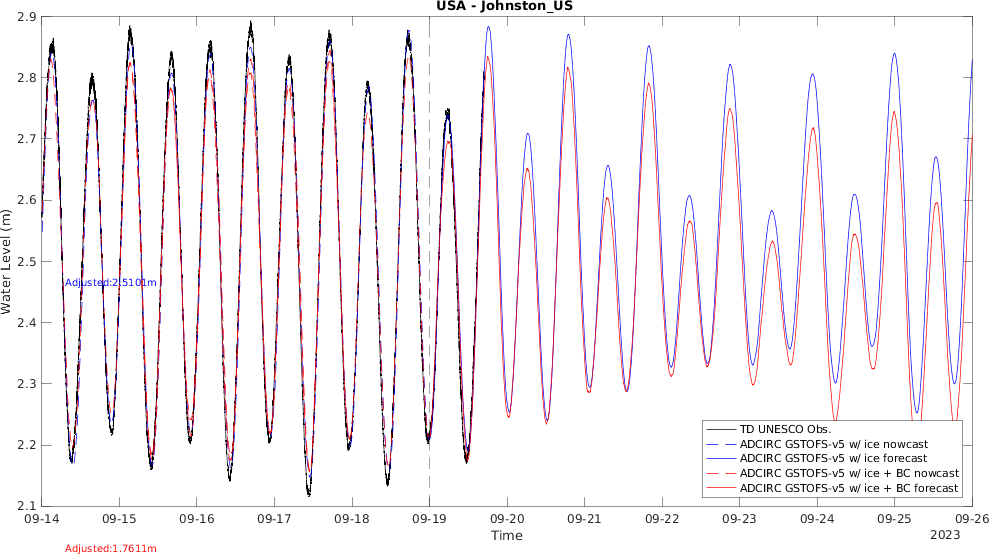 USA - Johnston_US
2.9
2.8
2.7
2.6
2.5
2.4
2.3
2.2
2.1
Water Level (m)
Adjusted:2.5101m
TD UNESCO Obs.
ADCIRC GSTOFS-v5 w/ ice nowcast
ADCIRC GSTOFS-v5 w/ ice forecast
ADCIRC GSTOFS-v5 w/ ice + BC nowcast
ADCIRC GSTOFS-v5 w/ ice + BC forecast
09-14 09-15 09-16 09-17 09-18 09-19 09-20 09-21 09-22 09-23 09-24 09-25 09-26
Time
2023
Adjusted:1.7611m